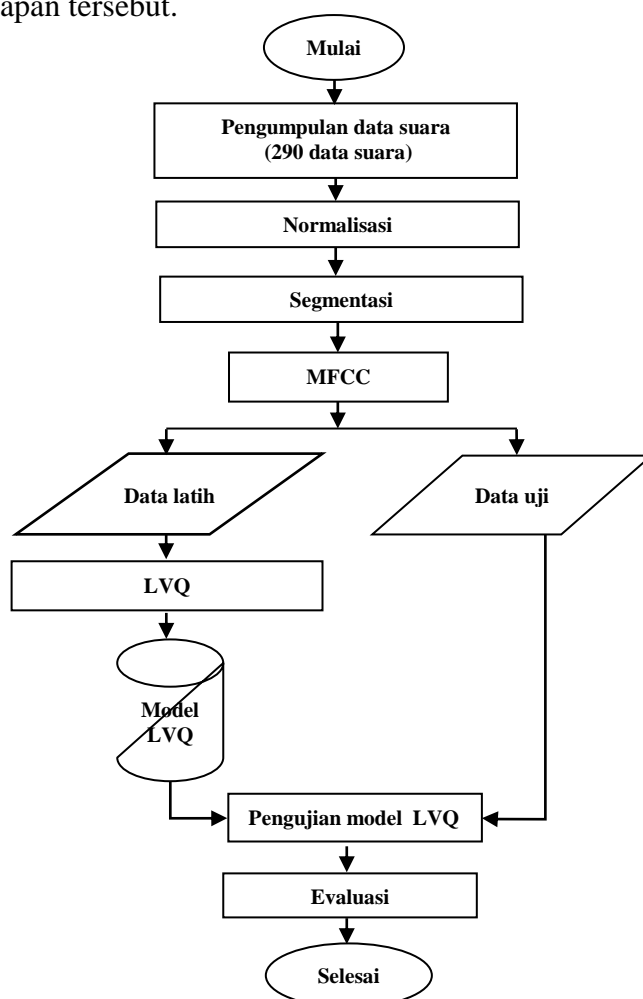 apan tersebut.
Mulai
Pengumpulan data suara
(290 data suara)
Normalisasi
Segmentasi
MFCC
Data latih
Data uji
LVQ
Model
LVQ
Pengujian model LVQ
Evaluasi
Selesai